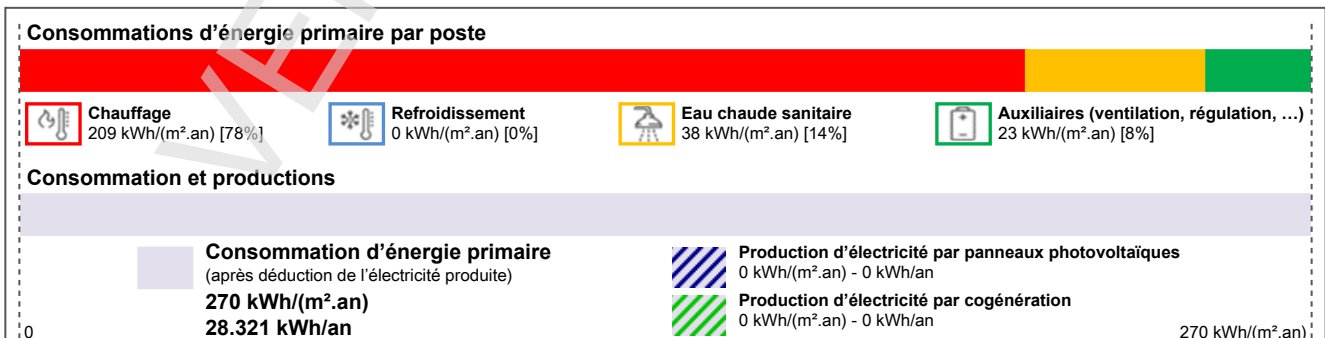 Consommations d'énergie primaire par poste
Chauffage
209 kWh/(m².an) [78%]
Refroidissement
0 kWh/(m².an) [0%]
Eau chaude sanitaire
38 kWh/(m².an) [14%]
Auxiliaires (ventilation, régulation, …)
23 kWh/(m².an) [8%]
Consommation et productions
Consommation d'énergie primaire
(après déduction de l'électricité produite)
270 kWh/(m².an)
28.321 kWh/an
Production d'électricité par panneaux photovoltaïques
0 kWh/(m².an) - 0 kWh/an
Production d'électricité par cogénération
0 kWh/(m².an) - 0 kWh/an
0
270 kWh/(m².an)